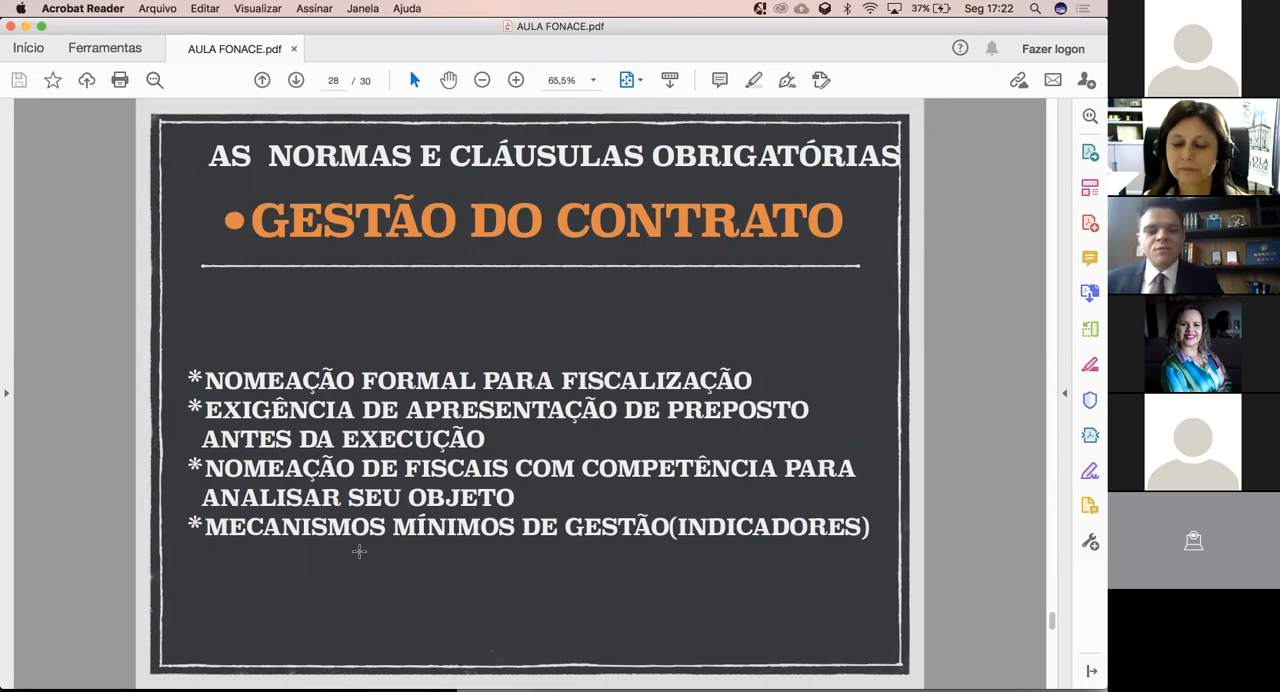 Acrobat Reader Arquivo Editar Visualizar Assinar Janela Ajuda 37% Seg 17:22
AULA FONACE.pdf
Início Ferramentas AULA FONACE.pdf × Fazer logon
28 / 30 65,5%
AS NORMAS E CLÁUSULAS OBRIGATÓRIAS
•GESTÃO DO CONTRATO
*NOMEAÇÃO FORMAL PARA FISCALIZAÇÃO
*EXIGÊNCIA DE APRESENTAÇÃO DE PREPOSTO
ANTES DA EXECUÇÃO
*NOMEAÇÃO DE FISCAIS COM COMPETÊNCIA PARA
ANALISAR SEU OBJETO
*MECANISMOS MÍNIMOS DE GESTÃO(INDICADORES)